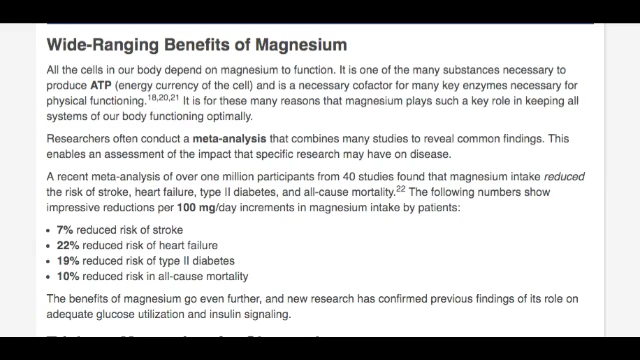 Wide-Ranging Benefits of Magnesium
All the cells in our body depend on magnesium to function. It is one of the many substances necessary to
produce ATP (energy currency of the cell) and is a necessary cofactor for many key enzymes necessary for
physical functioning.18,20,21 It is for these many reasons that magnesium plays such a key role in keeping all
systems of our body functioning optimally.
Researchers often conduct a meta-analysis that combines many studies to reveal common findings. This
enables an assessment of the impact that specific research may have on disease.
A recent meta-analysis of over one million participants from 40 studies found that magnesium intake reduced
the risk of stroke, heart failure, type II diabetes, and all-cause mortality.22 The following numbers show
impressive reductions per 100 mg/day increments in magnesium intake by patients:
• 7% reduced risk of stroke
• 22% reduced risk of heart failure
• 19% reduced risk of type II diabetes
• 10% reduced risk in all-cause mortality
The benefits of magnesium go even further, and new research has confirmed previous findings of its role on
adequate glucose utilization and insulin signaling.